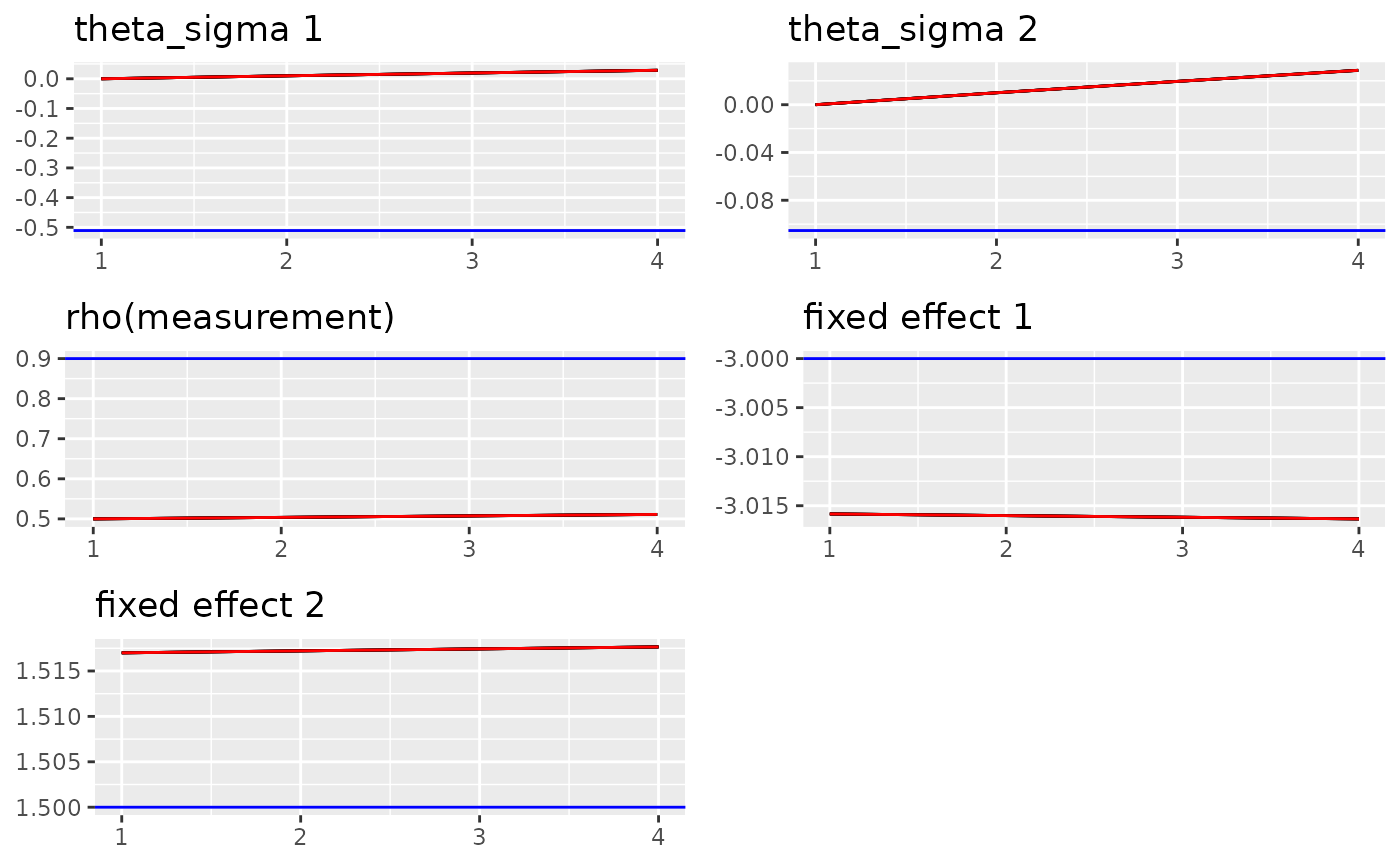 theta_sigma 1
0.0
-0.1
-0.2
-0.3
-0.4
-0.5
1 2 3 4
theta_sigma 2
0.00
-0.04
-0.08
1 2 3 4
rho(measurement)
0.9
0.8
0.7
0.6
0.5
1 2 3 4
fixed effect 1
-3.000
-3.005
-3.010
-3.015
1 2 3 4
fixed effect 2
1.515
1.510
1.505
1.500
1 2 3 4